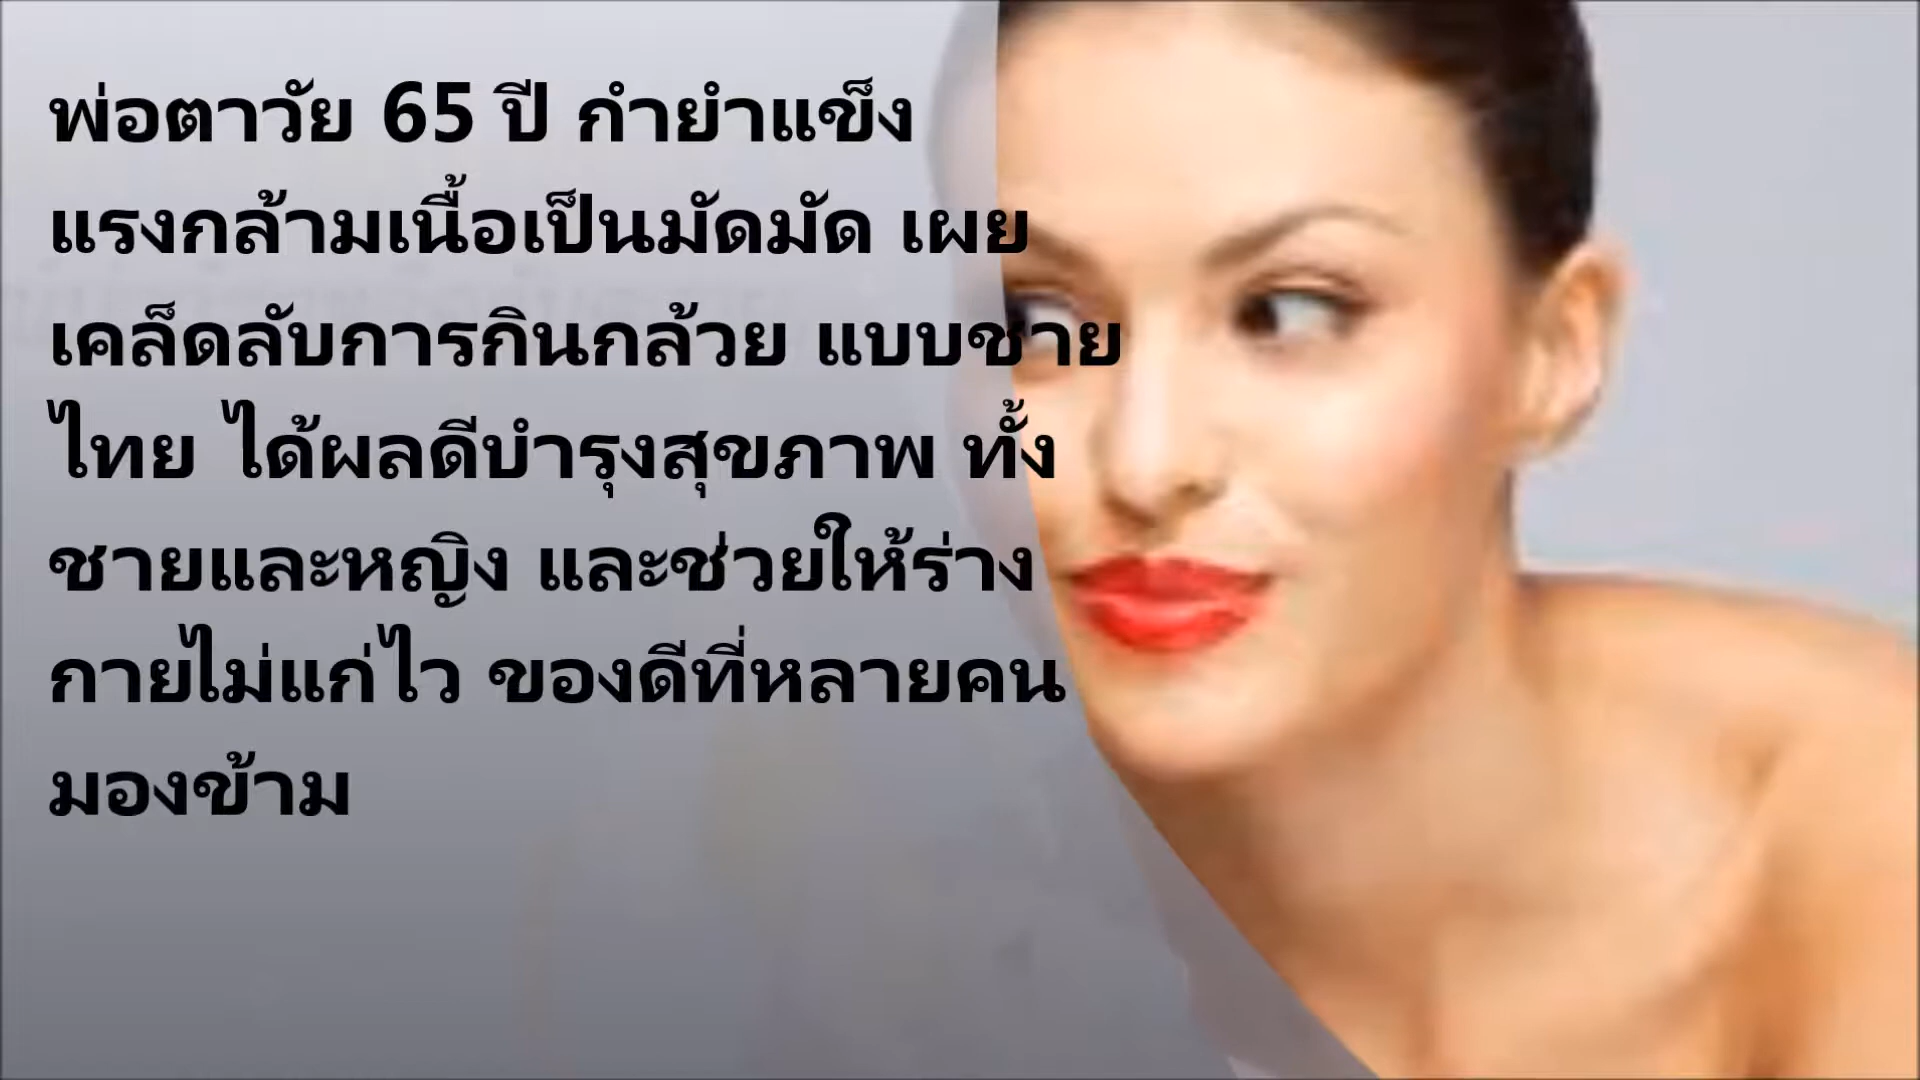 พ่อตาวัย 65 ปี กำยำแข็ง
แรงกล้ามเนื้อเป็นมัดมัด เผย
เคล็ดลับการกินกล้วย แบบชาย
ไทย ได้ผลดีบำรุงสุขภาพ ทั้ง
ชายและหญิง และช่วยให้ร่าง
กายไม่แก่ไว ของดีที่หลายคน
มองข้าม